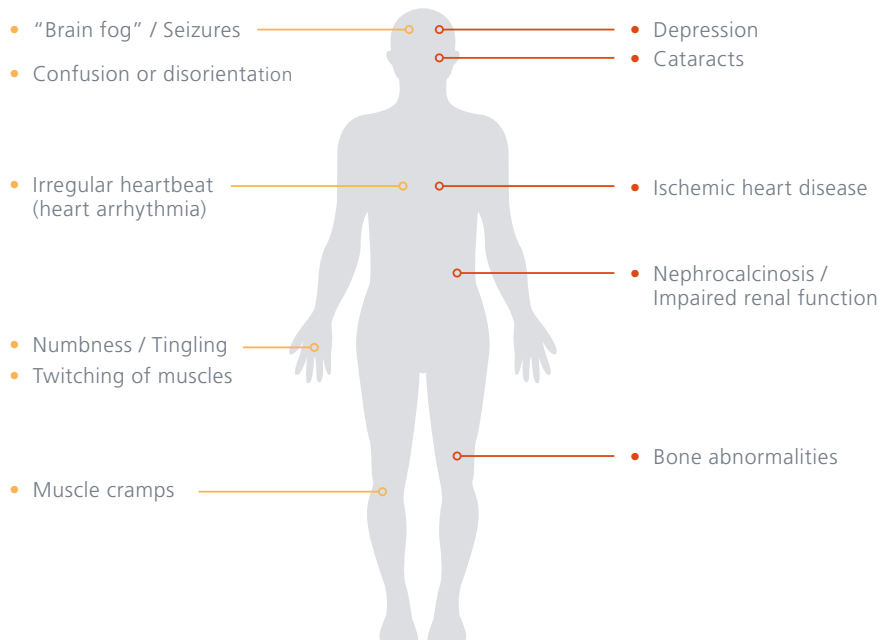 • “Brain fog” / Seizures
• Confusion or disorientation
• Irregular heartbeat
(heart arrhythmia)
• Numbness / Tingling
• Twitching of muscles
• Muscle cramps
• Depression
• Cataracts
• Ischemic heart disease
• Nephrocalcinosis /
Impaired renal function
• Bone abnormalities